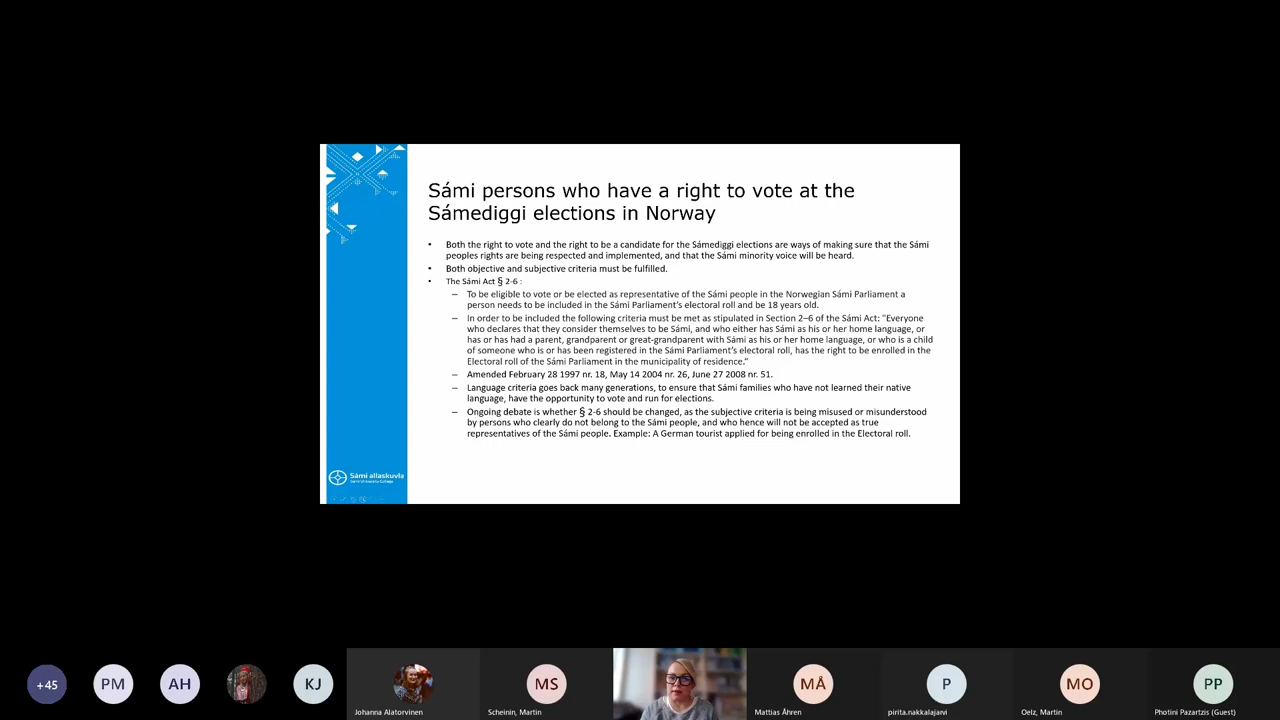 Sámi persons who have a right to vote at the
Sámediggi elections in Norway
• Both the right to vote and the right to be a candidate for the Sámediggi elections are ways of making sure that the Sámi
peoples rights are being respected and implemented, and that the Sámi minority voice will be heard.
• Both objective and subjective criteria must be fulfilled.
• The Sámi Act § 2-6 :
– To be eligible to vote or be elected as representative of the Sámi people in the Norwegian Sámi Parliament a
person needs to be included in the Sámi Parliament's electoral roll and be 18 years old.
– In order to be included the following criteria must be met as stipulated in Section 2–6 of the Sámi Act: "Everyone
who declares that they consider themselves to be Sámi, and who either has Sámi as his or her home language, or
has or has had a parent, grandparent or great-grandparent with Sámi as his or her home language, or who is a child
of someone who is or has been registered in the Sámi Parliament's electoral roll, has the right to be enrolled in the
Electoral roll of the Sámi Parliament in the municipality of residence."
– Amended February 28 1997 nr. 18, May 14 2004 nr. 26, June 27 2008 nr. 51.
– Language criteria goes back many generations, to ensure that Sámi families who have not learned their native
language, have the opportunity to vote and run for elections.
– Ongoing debate is whether § 2-6 should be changed, as the subjective criteria is being misused or misunderstood
by persons who clearly do not belong to the Sámi people, and who hence will not be accepted as true
representatives of the Sámi people. Example: A German tourist applied for being enrolled in the Electoral roll.
Sámi allaskuvla
Sámi University College
+45 PM AH KJ MS MÅ P MO PP
Johanna Alatorvinen Scheinin, Martin Mattias Åhren pirita.nakkalajarvi Oelz, Martin Photini Pazartzis (Guest)